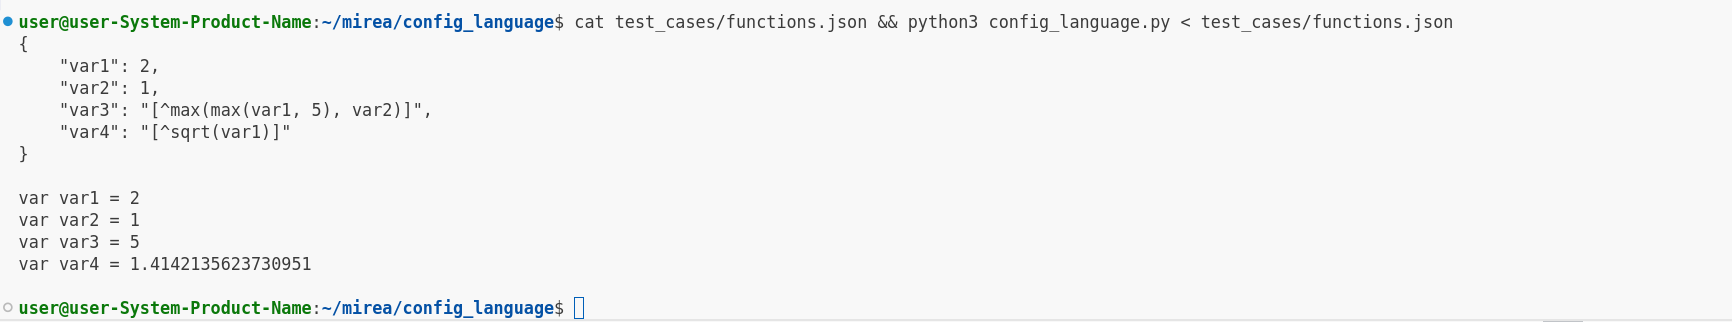 user@user-System-Product-Name:~/mirea/config_language$ cat test_cases/functions.json && python3 config_language.py < test_cases/functions.json
{
    "var1": 2,
    "var2": 1,
    "var3": "[^max(max(var1, 5), var2)]",
    "var4": "[^sqrt(var1)]"
}
var var1 = 2
var var2 = 1
var var3 = 5
var var4 = 1.4142135623730951
user@user-System-Product-Name:~/mirea/config_language$